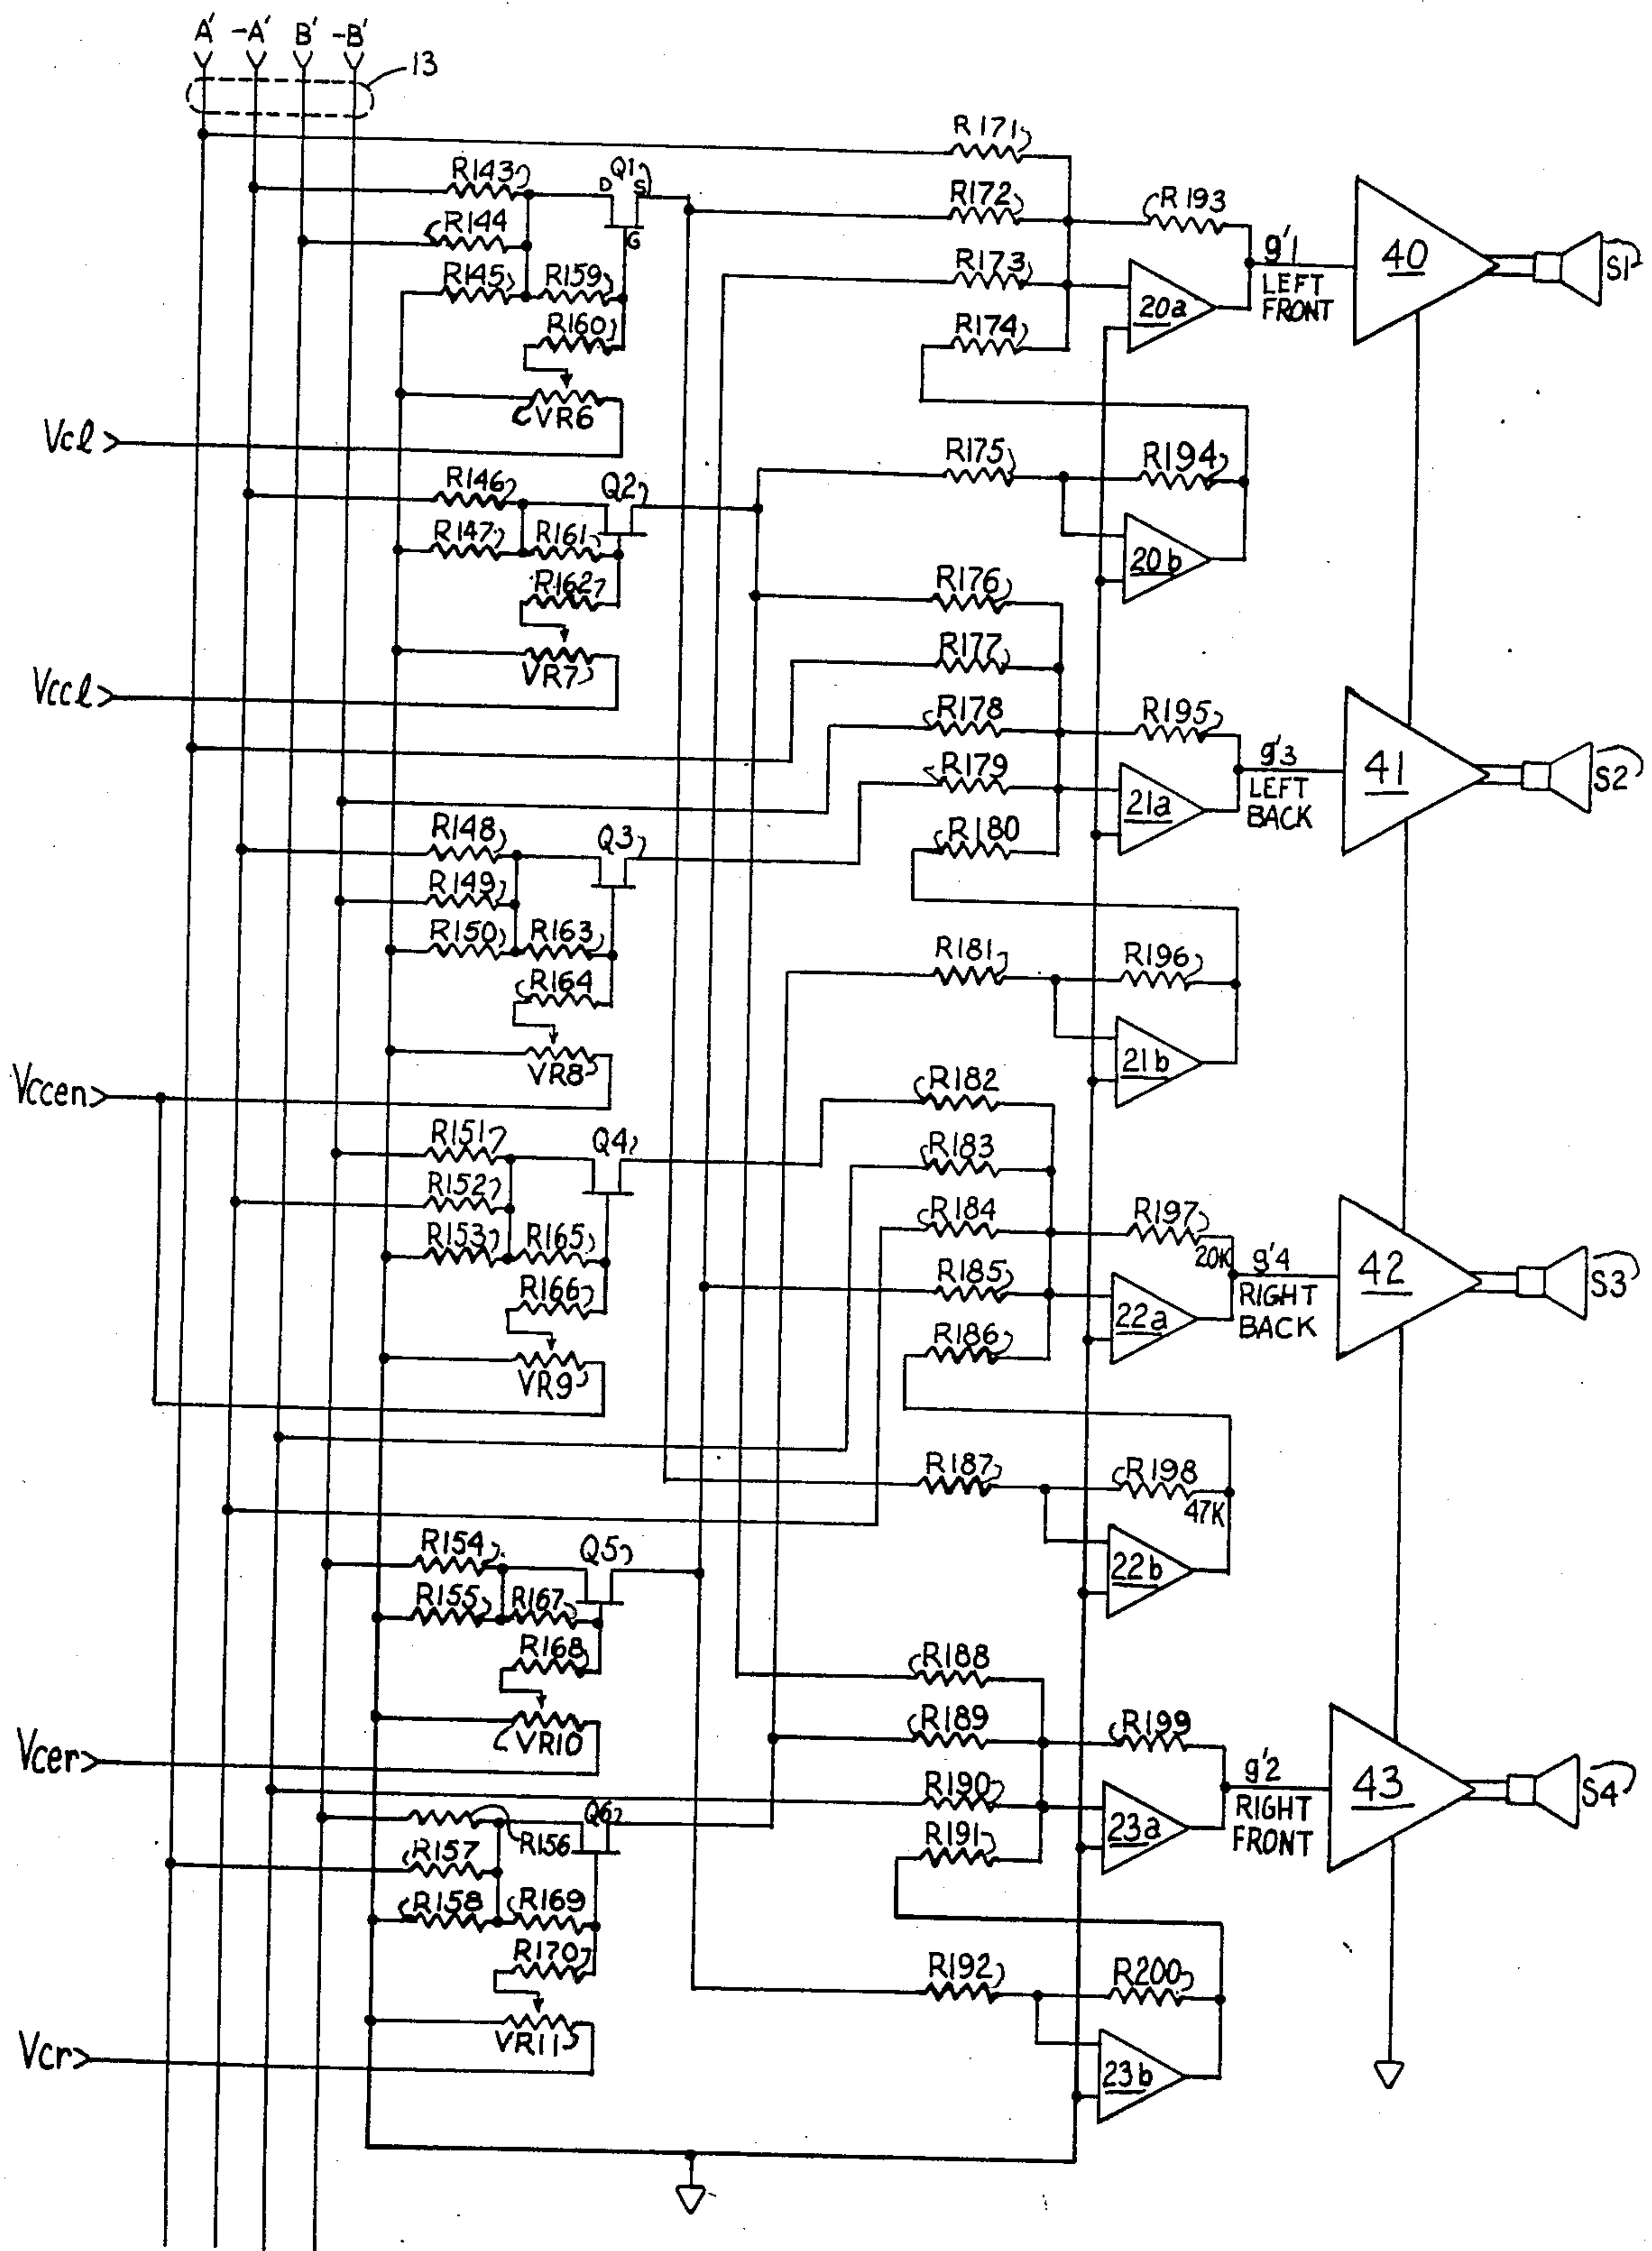 A' -A' B' -B'
13
R171
R143 Q1
D S
R172 R193
R144
G
g'1
R145 R159 R173 40 S1
LEFT
FRONT
20a
R160 R174
VR6
Vcl
R175 R194
R146 Q2
R147 R161
20b
R162 R176
R177
VR7
Vccl
R178 R195
g'3
R179 41 S2
LEFT
BACK
21a
R148 Q3 R180
R149
R150 R163 R181 R196
R164
21b
VR8
Vccen R182
R151 Q4 R183
R152
R184 R197
20K
g'4
R153 R165 R185 42 S3
RIGHT
BACK
22a
R166 R186
VR9
R187 R198
47K
R154 Q5
22b
R155 R167
R168 R188
R189 R199
VR10
Vcer
g'2
R190 43 S4
Q6 RIGHT
FRONT
23a
R156 R191
R157
R158 R169
R170 R192 R200
VR11
Vcr
23b